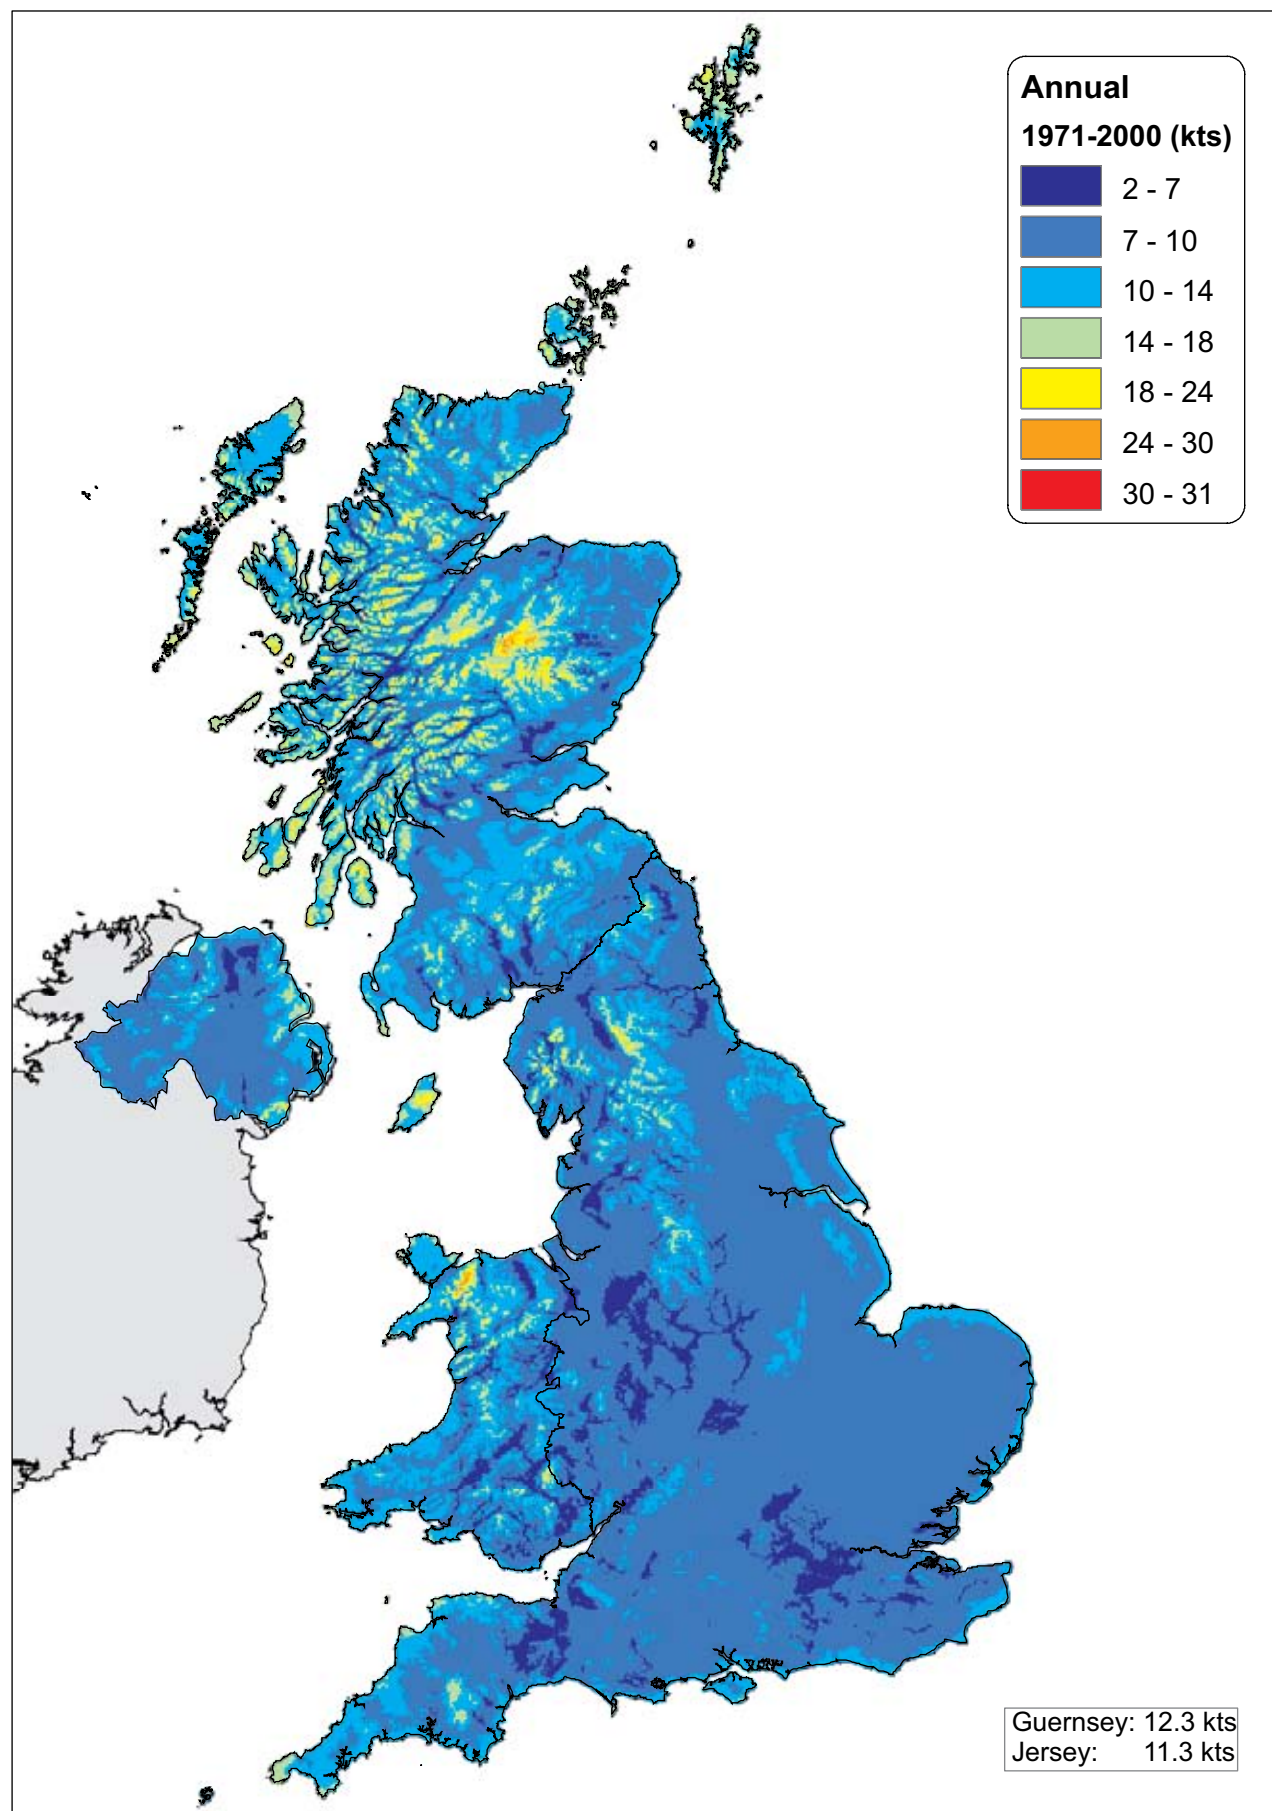 Annual
1971-2000 (kts)
2 - 7
7 - 10
10 - 14
14 - 18
18 - 24
24 - 30
30 - 31
Guernsey: 12.3 kts
Jersey: 11.3 kts